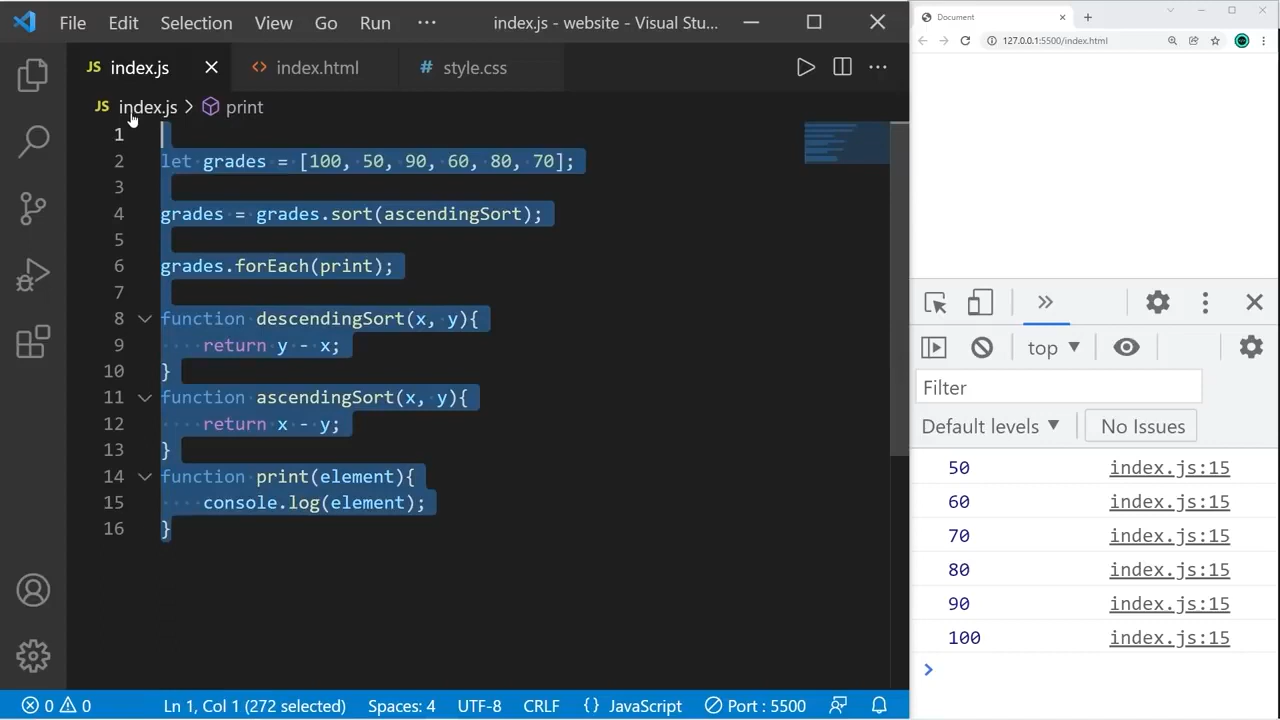 File Edit Selection View Go Run ··· index.js - website - Visual Stu...
JS index.js <> index.html # style.css
JS index.js > print
1
2 let grades = [100, 50, 90, 60, 80, 70];
3
4 grades = grades.sort(ascendingSort);
5
6 grades.forEach(print);
7
8 function descendingSort(x, y){
9 return y - x;
10 }
11 function ascendingSort(x, y){
12 return x - y;
13 }
14 function print(element){
15 console.log(element);
16 }
0 0 Ln 1, Col 1 (272 selected) Spaces: 4 UTF-8 CRLF {} JavaScript Port : 5500
Document
127.0.0.1:5500/index.html
top
Filter
Default levels No Issues
50 index.js:15
60 index.js:15
70 index.js:15
80 index.js:15
90 index.js:15
100 index.js:15
>